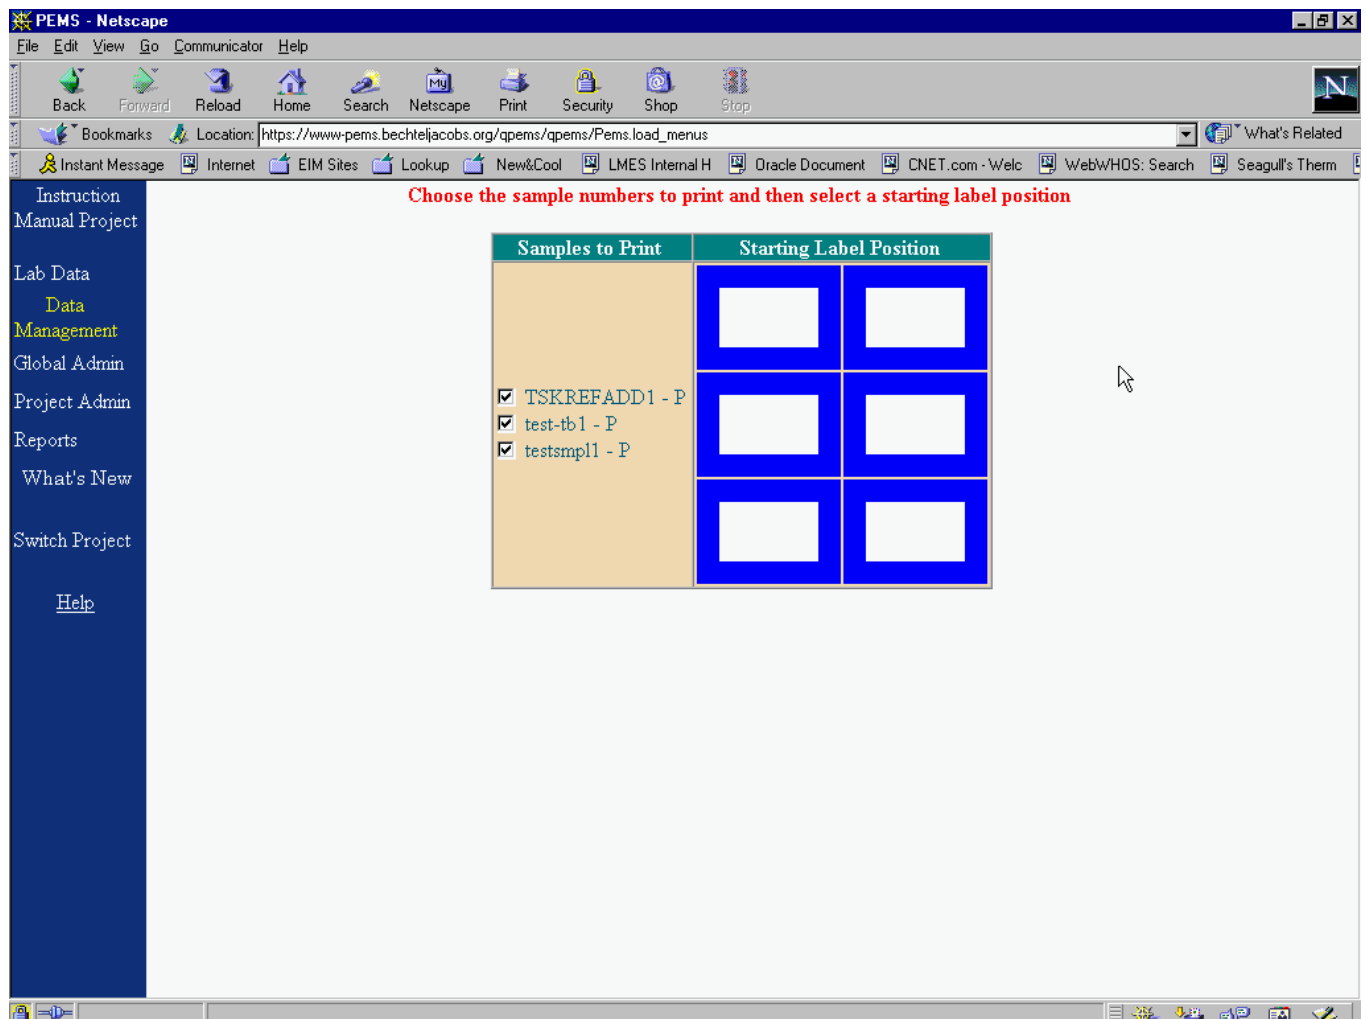 PEMS - Netscape
File Edit View Go Communicator Help
Back Forward Reload Home Search Netscape Print Security Shop Stop
My
N
Bookmarks Location: https://www-pems.bechteljacobs.org/qpems/qpems/Pems.load_menus What's Related
Instant Message Internet EIM Sites Lookup New&Cool LMES Internal H Oracle Document CNET.com - Welc WebWHOS: Search Seagull's Therm
Instruction
Manual Project
Lab Data
Data
Management
Global Admin
Project Admin
Reports
What's New
Switch Project
Help
Choose the sample numbers to print and then select a starting label position
Samples to Print Starting Label Position
TSKREFADD1 - P
test-tb1 - P
testsmpl1 - P